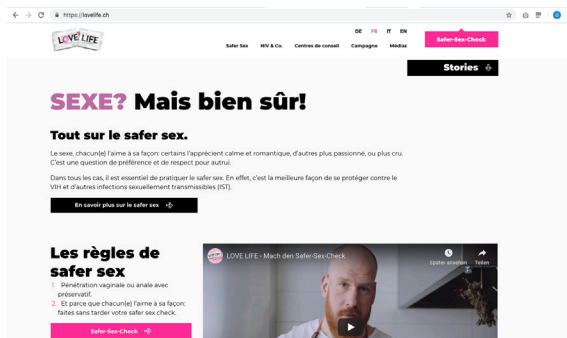 https://lovelife.ch
LOVE LIFE
DE FR IT EN
Safer Sex HIV & Co. Centres de conseil Campagne Médias
Safer-Sex-Check
Stories
SEXE? Mais bien sûr!
Tout sur le safer sex.
Le sexe, chacun(e) l'aime à sa façon: certains l'apprécient calme et romantique, d'autres plus passionné, ou plus cru.
C'est une question de préférence et de respect pour autrui.
Dans tous les cas, il est essentiel de pratiquer le safer sex. En effet, c'est la meilleure façon de se protéger contre le
VIH et d'autres infections sexuellement transmissibles (IST).
En savoir plus sur le safer sex
Les règles de
safer sex
1. Pénétration vaginale ou anale avec
préservatif.
2. Et parce que chacun(e) l'aime à sa façon:
faites sans tarder votre safer sex check.
Safer-Sex-Check
LOVE LIFE - Mach den Safer-Sex-Check
Später ansehen Teilen